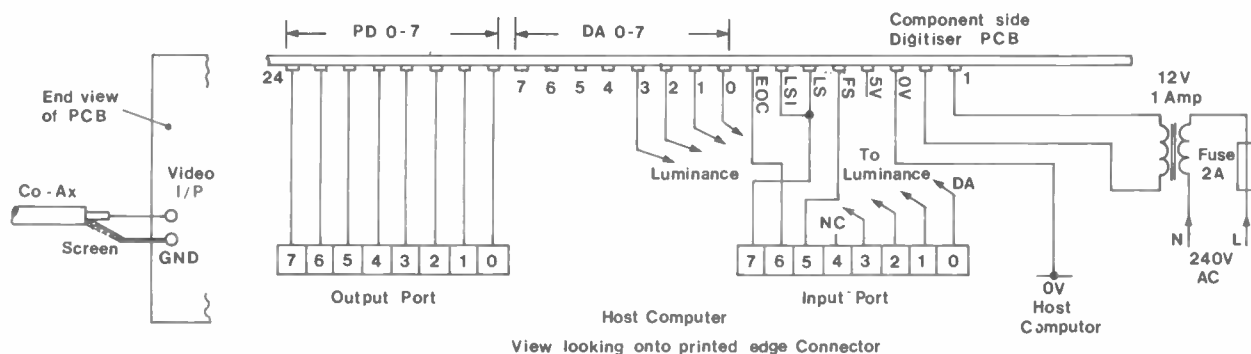 PD 0-7
DA 0-7
Component side
Digitiser PCB
24
7 6 5 4 3 2 1 0
EOC
LSI
LS
FS
5V
0V
1
12V
1 Amp
Fuse
2A
N
L
240V
AC
End view
of PCB
Video
I/P
Co-Ax
Screen
GND
Luminance
To
Luminance
DA
NC
7 6 5 4 3 2 1 0
Output Port
7 6 5 4 3 2 1 0
Input Port
0V
Host
Computor
Host Computer
View looking onto printed edge Connector